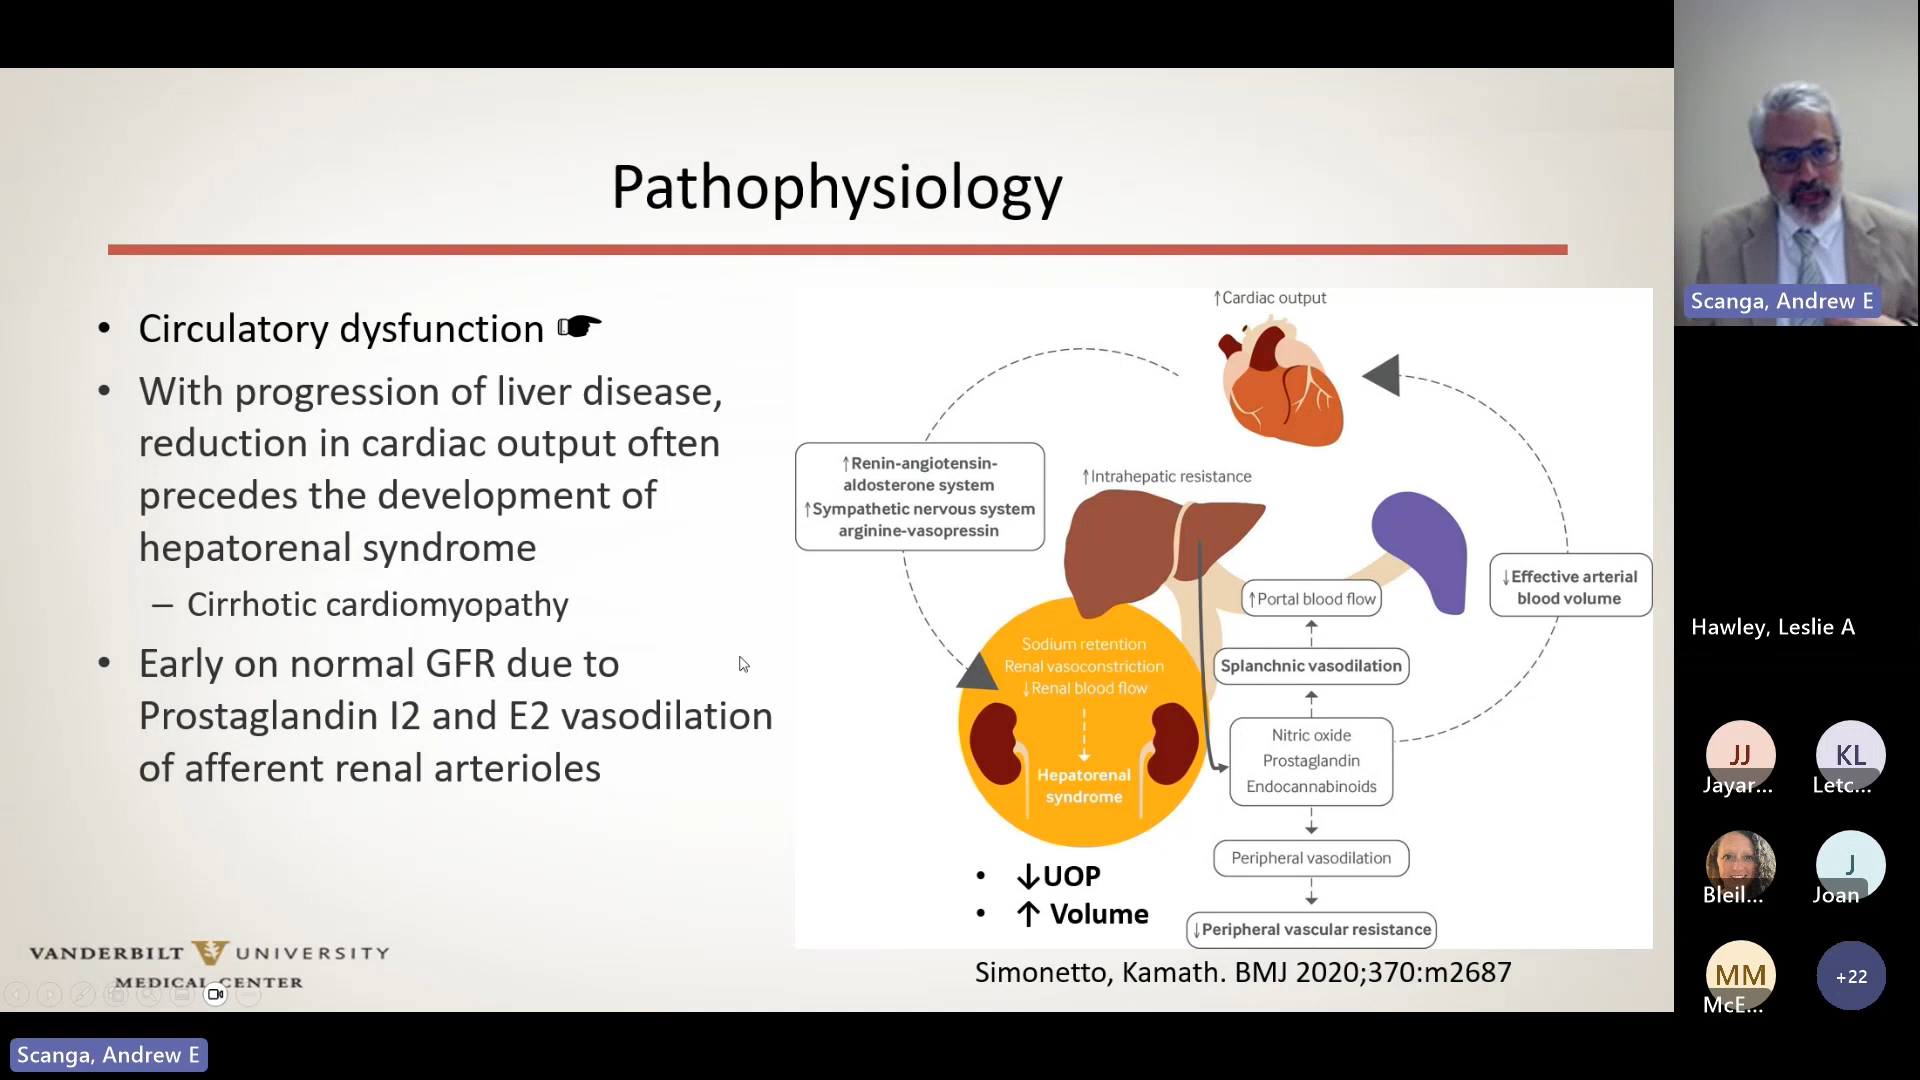 Pathophysiology
• Circulatory dysfunction ☛
• With progression of liver disease,
reduction in cardiac output often
precedes the development of
hepatorenal syndrome
– Cirrhotic cardiomyopathy
• Early on normal GFR due to
Prostaglandin I2 and E2 vasodilation
of afferent renal arterioles
↑Cardiac output
↑Renin-angiotensin-
aldosterone system
↑Sympathetic nervous system
arginine-vasopressin
↑Intrahepatic resistance
↓Effective arterial
blood volume
↑Portal blood flow
Splanchnic vasodilation
Nitric oxide
Prostaglandin
Endocannabinoids
Peripheral vasodilation
↓Peripheral vascular resistance
Sodium retention
Renal vasoconstriction
↓Renal blood flow
Hepatorenal
syndrome
• ↓UOP
• ↑ Volume
Simonetto, Kamath. BMJ 2020;370:m2687
VANDERBILT UNIVERSITY
MEDICAL CENTER
Scanga, Andrew E
Scanga, Andrew E
Hawley, Leslie A
JJ
Jayar...
KL
Letc...
Bleil...
J
Joan
MM
McE...
+22